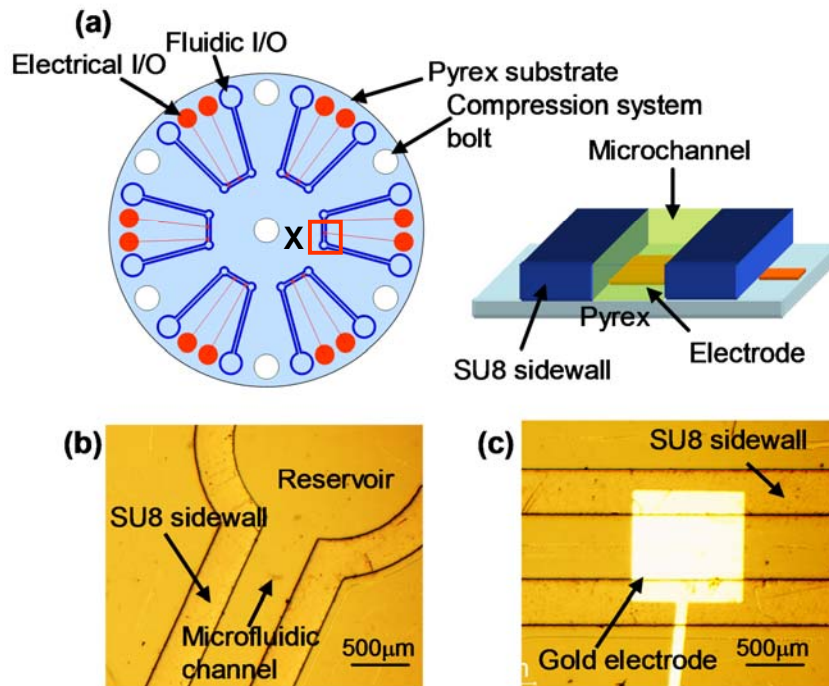 (a)
Fluidic I/O
Electrical I/O
Pyrex substrate
Compression system
bolt
Microchannel
X
Pyrex
Electrode
SU8 sidewall
(b)
Reservoir
SU8 sidewall
Microfluidic
channel
500μm
(c)
SU8 sidewall
Gold electrode
500μm